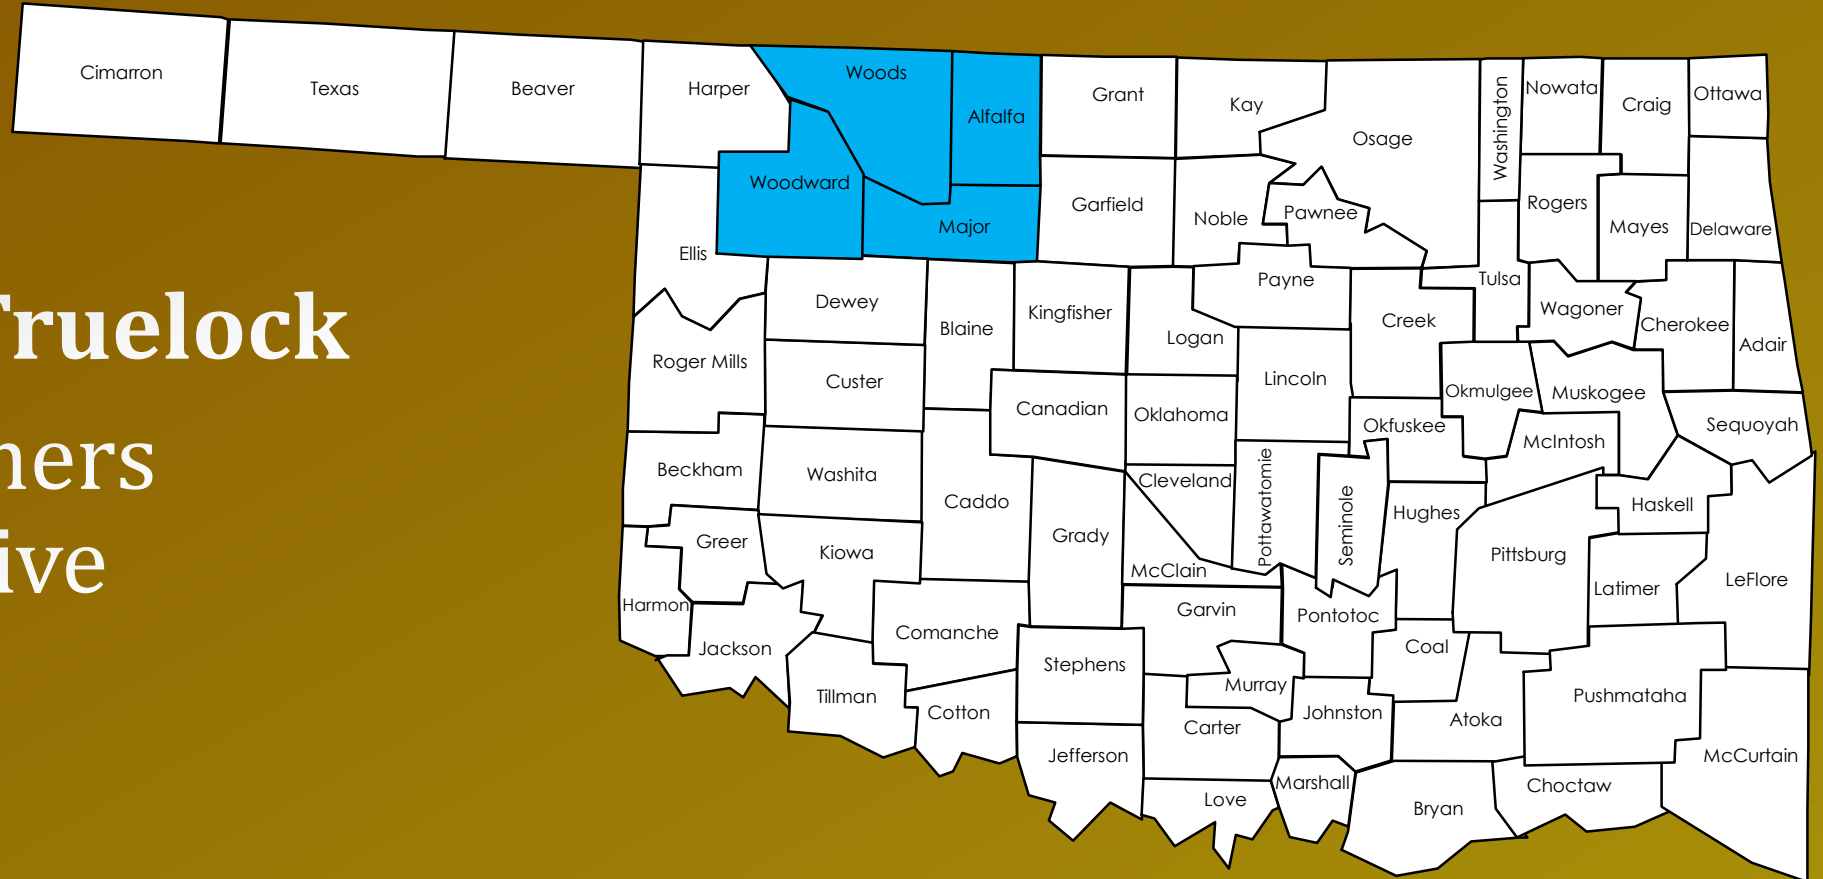 Truelock
ners
ive
Cimarron
Texas
Beaver
Harper
Woods
Alfalfa
Grant
Kay
Osage
Washington
Nowata
Craig
Ottawa
Woodward
Major
Garfield
Noble
Pawnee
Rogers
Mayes
Delaware
Ellis
Dewey
Blaine
Kingfisher
Logan
Payne
Creek
Tulsa
Wagoner
Cherokee
Adair
Roger Mills
Custer
Canadian
Oklahoma
Lincoln
Okfuskee
Okmulgee
Muskogee
McIntosh
Sequoyah
Beckham
Washita
Caddo
Grady
Cleveland
Pottawatomie
Seminole
Hughes
Pittsburg
Haskell
Greer
Kiowa
McClain
Latimer
LeFlore
Harmon
Jackson
Comanche
Garvin
Pontotoc
Coal
Tillman
Cotton
Stephens
Murray
Johnston
Atoka
Pushmataha
Jefferson
Carter
Love
Marshall
Bryan
Choctaw
McCurtain